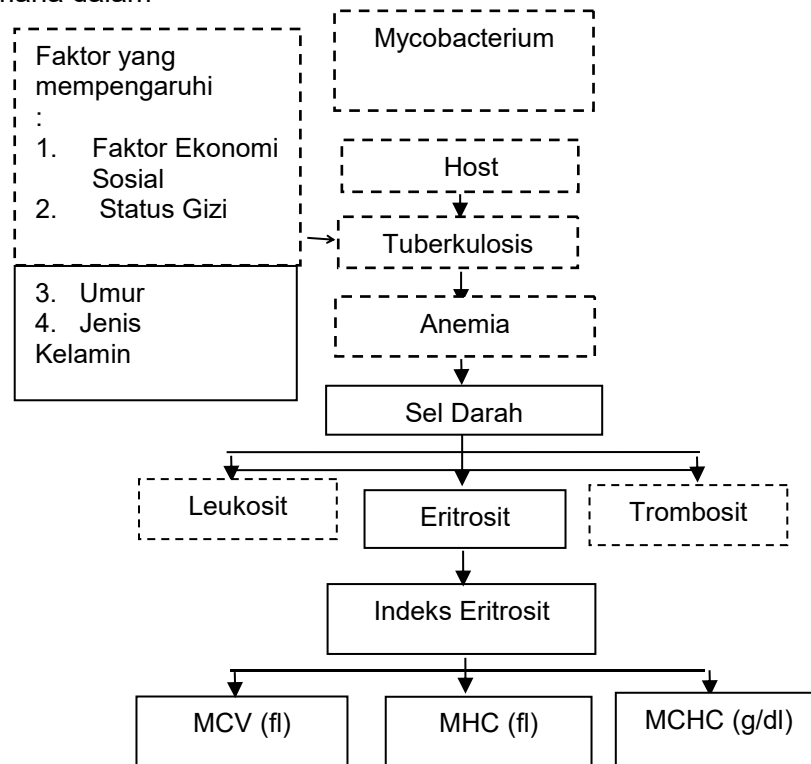 Faktor yang
mempengaruhi
:
1. Faktor Ekonomi
Sosial
2. Status Gizi
3. Umur
4. Jenis
Kelamin
Mycobacterium
Host
Tuberkulosis
Anemia
Sel Darah
Leukosit
Eritrosit
Trombosit
Indeks Eritrosit
MCV (fl)
MHC (fl)
MCHC (g/dl)